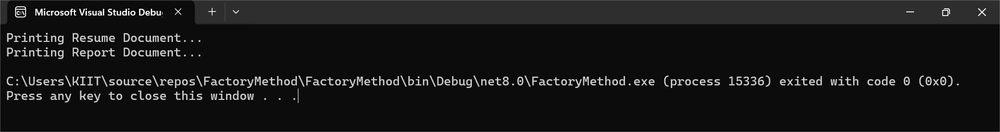 Microsoft Visual Studio Debu
Printing Resume Document...
Printing Report Document...
C:\Users\KIIT\source\repos\FactoryMethod\FactoryMethod\bin\Debug\net8.0\FactoryMethod.exe (process 15336) exited with code 0 (0x0).
Press any key to close this window . . .